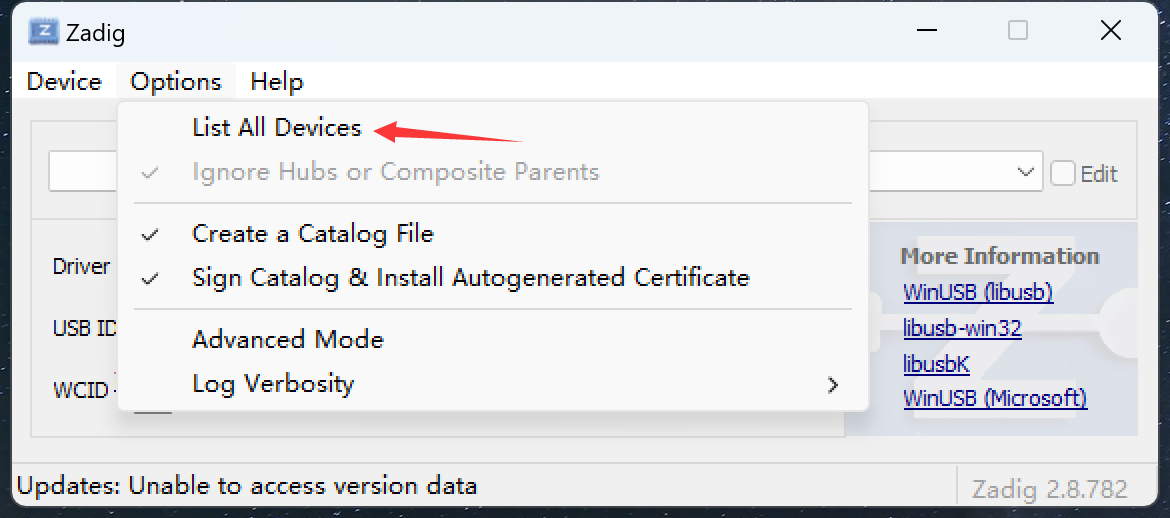 Zadig
Device Options Help
List All Devices
Ignore Hubs or Composite Parents
Edit
Create a Catalog File
Sign Catalog & Install Autogenerated Certificate
Advanced Mode
Log Verbosity
Driver
USB ID
WCID
More Information
WinUSB (libusb)
libusb-win32
libusbK
WinUSB (Microsoft)
Updates: Unable to access version data
Zadig 2.8.782